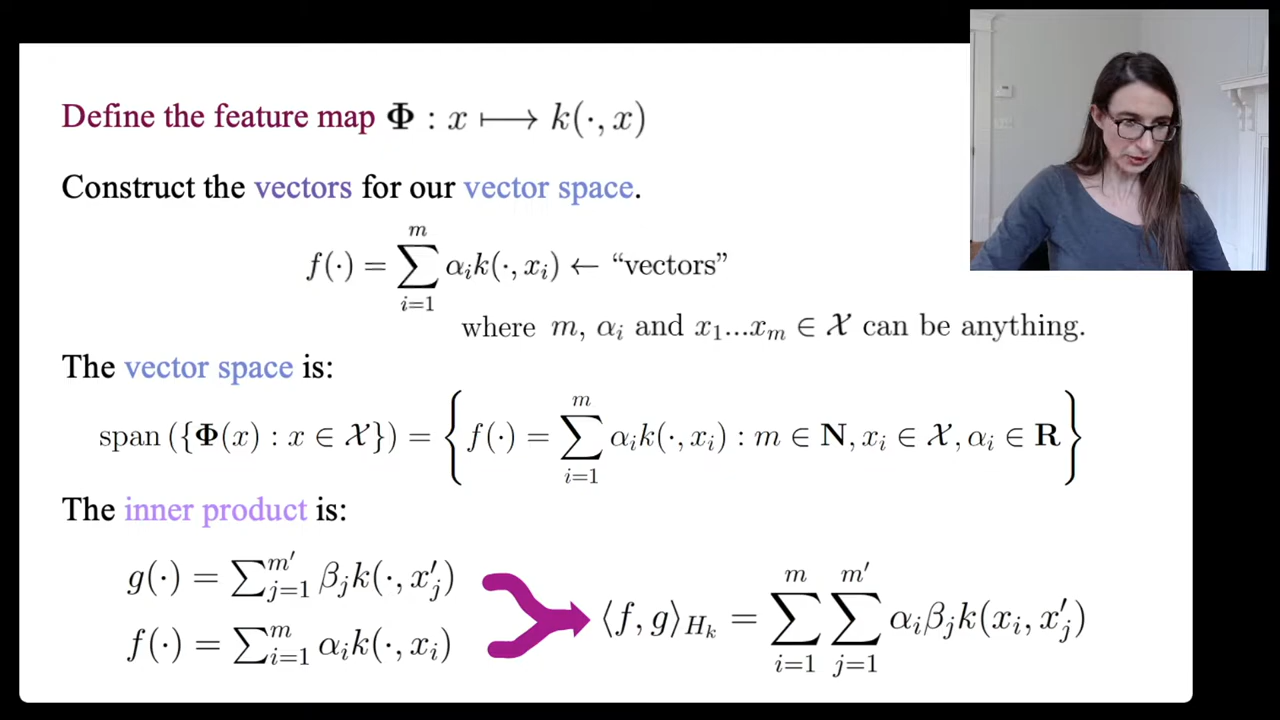 Define the feature map Φ : x ⟼ k(·, x)
Construct the vectors for our vector space.
f(·) = ∑_{i=1}^{m} α_i k(·, x_i) ← “vectors”
where m, α_i and x_1...x_m ∈ 𝒳 can be anything.
The vector space is:
span ({Φ(x) : x ∈ 𝒳}) = { f(·) = ∑_{i=1}^{m} α_i k(·, x_i) : m ∈ N, x_i ∈ 𝒳, α_i ∈ R }
The inner product is:
g(·) = ∑_{j=1}^{m′} β_j k(·, x′_j)
f(·) = ∑_{i=1}^{m} α_i k(·, x_i)
⟨f, g⟩_{H_k} = ∑_{i=1}^{m} ∑_{j=1}^{m′} α_i β_j k(x_i, x′_j)